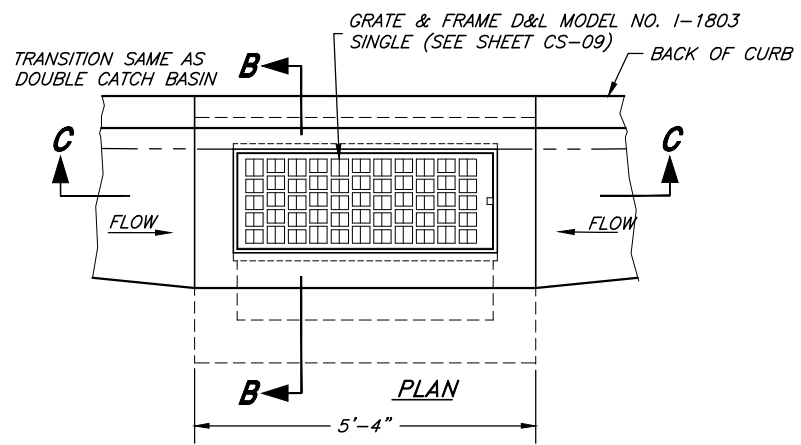 GRATE & FRAME D&L MODEL NO. I-1803
SINGLE (SEE SHEET CS-09)
BACK OF CURB
TRANSITION SAME AS
DOUBLE CATCH BASIN
B
C
C
FLOW
FLOW
B
PLAN
5'-4"